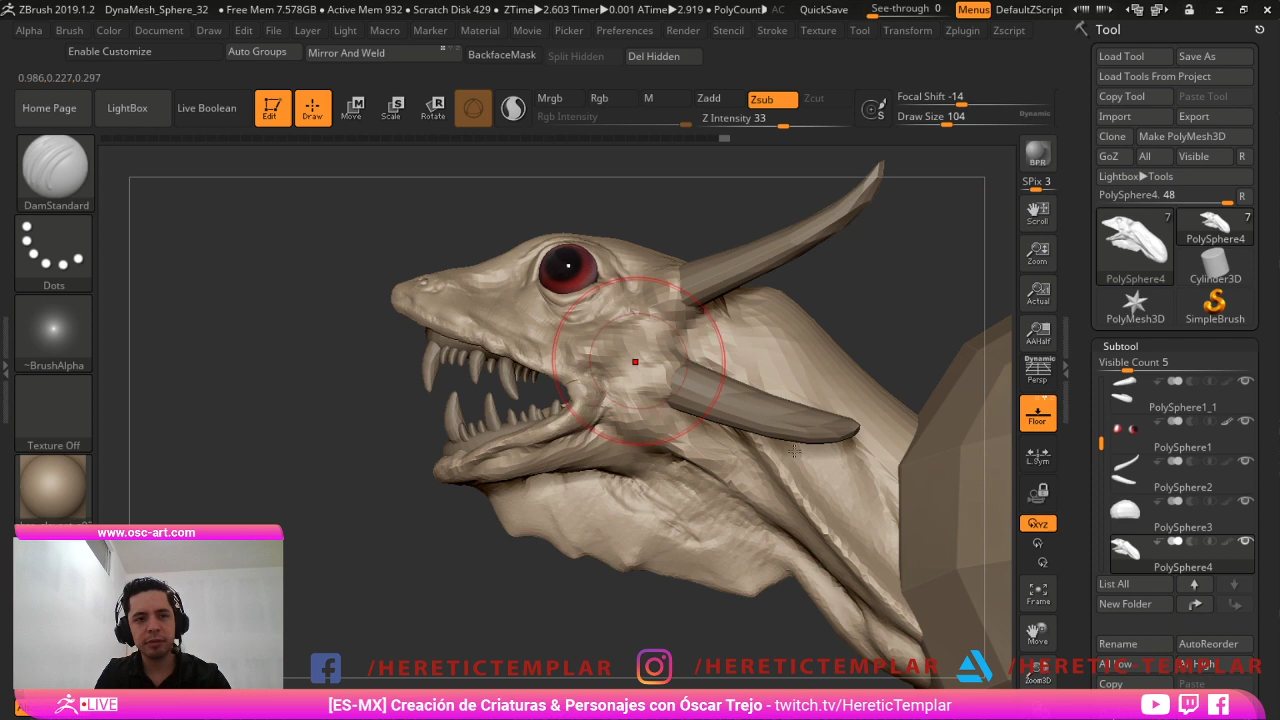 ZBrush 2019.1.2 DynaMesh_Sphere_32 • Free Mem 7.578GB • Active Mem 932 • Scratch Disk 429 • ZTime▶2.603 Timer▶0.001 ATime▶2.919 • PolyCount▶ AC QuickSave See-through 0 Menus DefaultZScript
Alpha Brush Color Document Draw Edit File Layer Light Macro Marker Material Movie Picker Preferences Render Stencil Stroke Texture Tool Transform Zplugin Zscript
Enable Customize Auto Groups Mirror And Weld BackfaceMask Split Hidden Del Hidden
0.986,0.227,0.297
Home Page LightBox Live Boolean Edit Draw Move Scale Rotate
Mrgb Rgb M Zadd Zsub Zcut
Rgb Intensity Z Intensity 33
Focal Shift -14
Draw Size 104 Dynamic
DamStandard
Dots
~BrushAlpha
Texture Off
BPR
SPix 3
Scroll
Zoom
Actual
AAHalf
Dynamic
Persp
Floor
L.Sym
XYZ
Frame
Move
Zoom3D
Tool
Load Tool Save As
Load Tools From Project
Copy Tool Paste Tool
Import Export
Clone Make PolyMesh3D
GoZ All Visible R
Lightbox▶Tools
PolySphere4. 48 R
7 7
PolySphere4
PolySphere4 Cylinder3D
PolyMesh3D SimpleBrush
Subtool
Visible Count 5
PolySphere1_1
PolySphere1
PolySphere2
PolySphere3
PolySphere4
List All
New Folder
Rename AutoReorder
Copy Paste
www.osc-art.com
/HERETICTEMPLAR /HERETICTEMPLAR /HERETIC-TEMPLAR
LIVE [ES-MX] Creación de Criaturas & Personajes con Óscar Trejo - twitch.tv/HereticTemplar